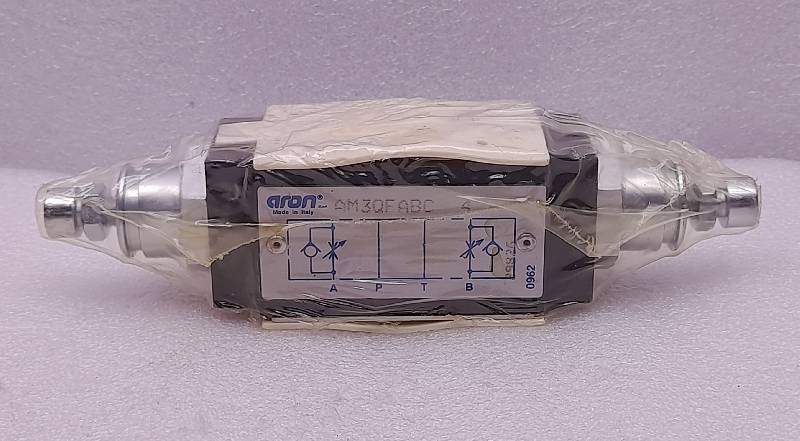 aron®
Made in Italy
AM3QFABC 4
A P T B
0962